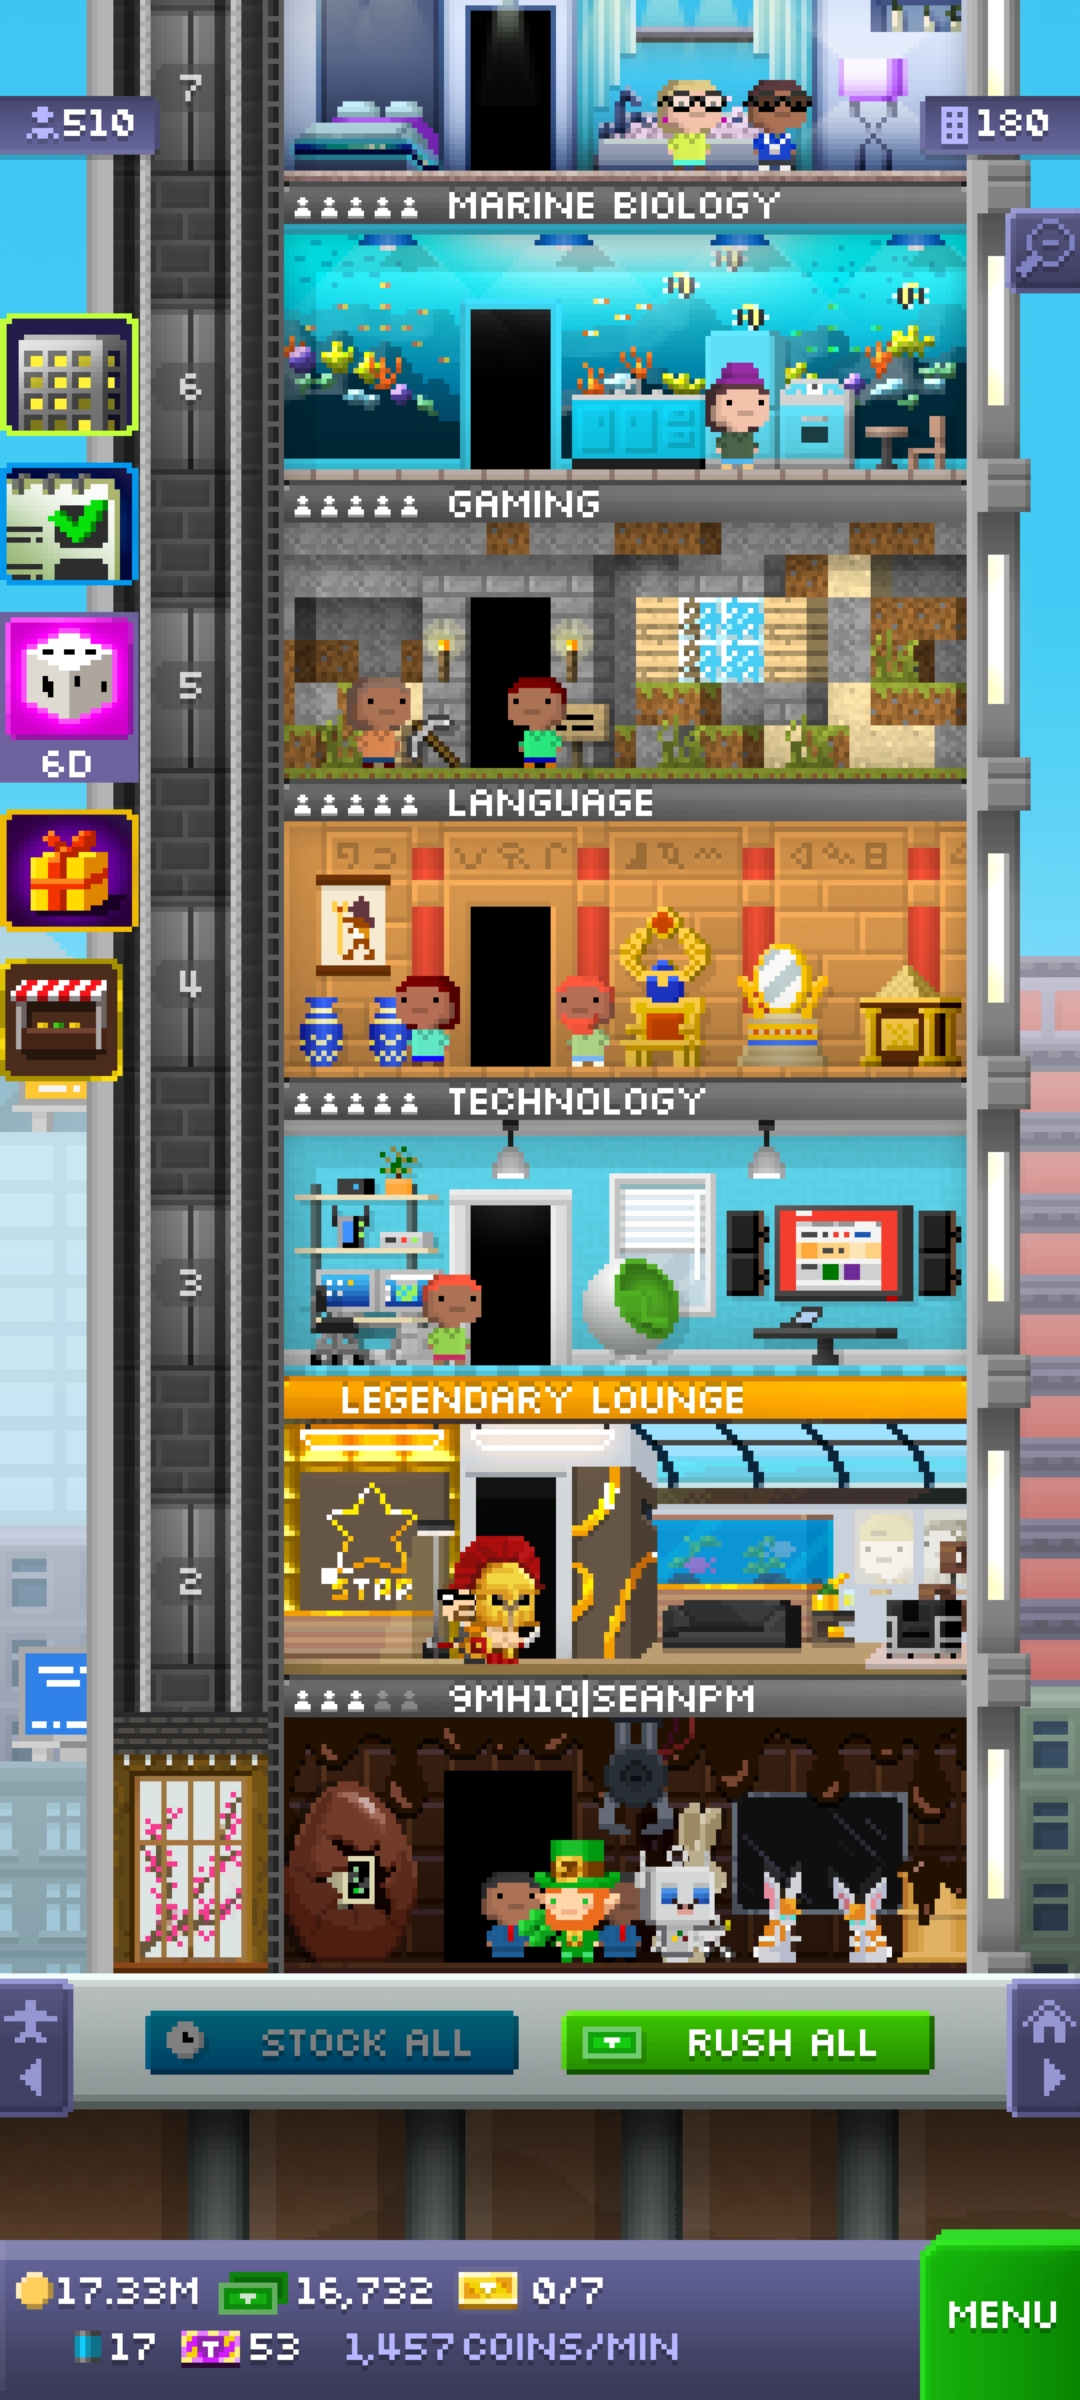 7
510
180
MARINE BIOLOGY
6
GAMING
5
6D
LANGUAGE
4
TECHNOLOGY
3
LEGENDARY LOUNGE
STAR
2
9MH1Q|SEANPM
STOCK ALL
RUSH ALL
17.33M
16,732
0/7
MENU
17
T
53
1,457 COINS/MIN